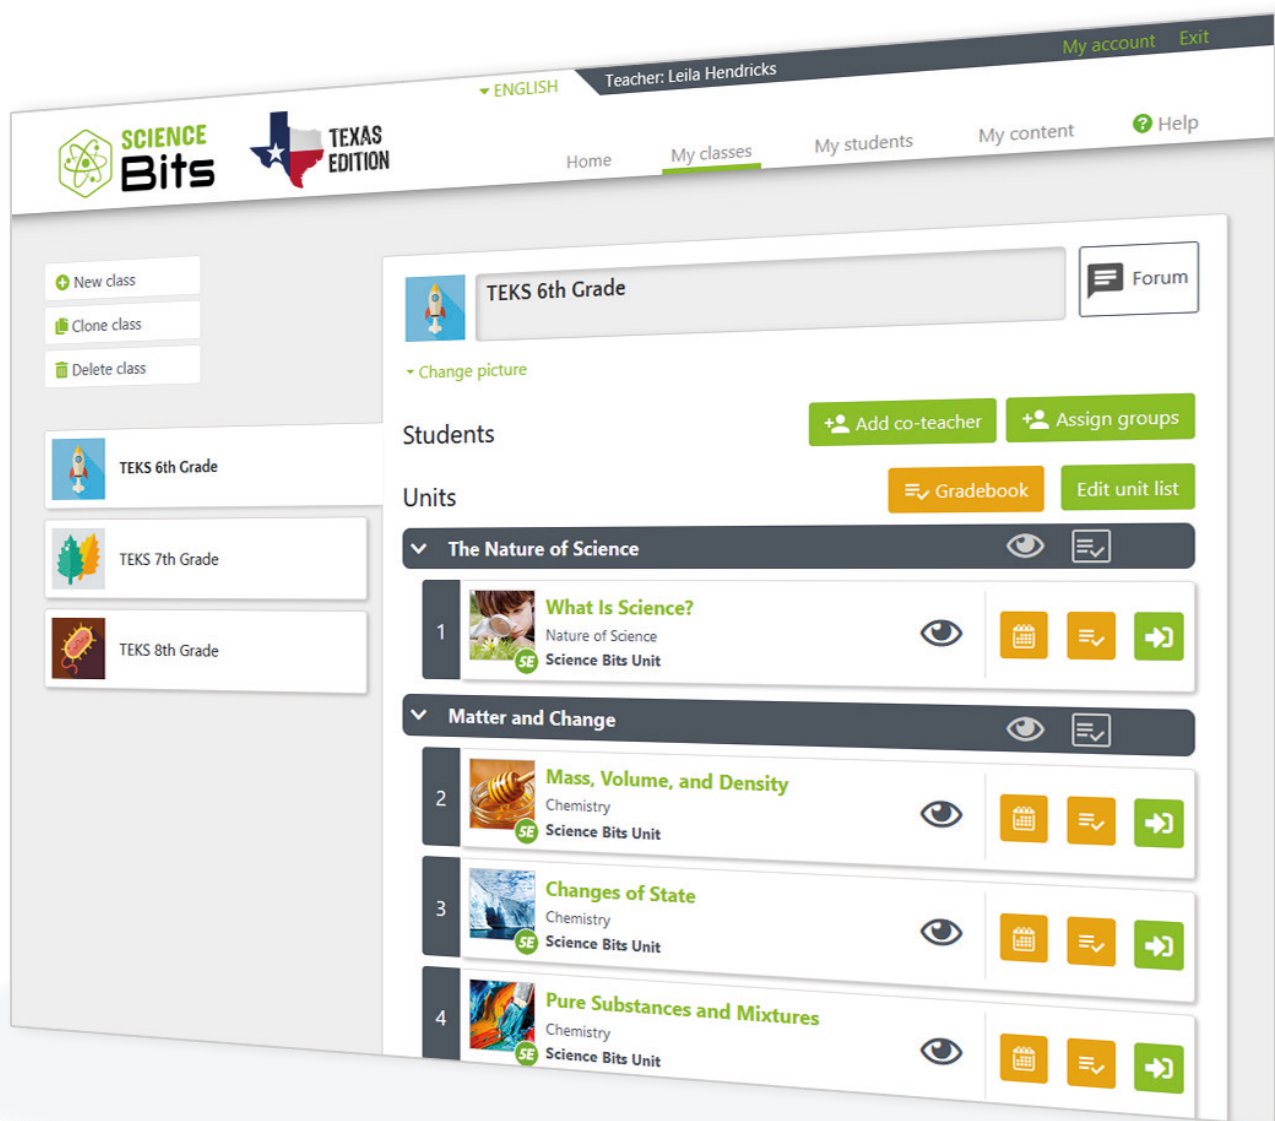 My account Exit
ENGLISH
Teacher: Leila Hendricks
SCIENCE
Bits
TEXAS
EDITION
Home My classes My students My content Help
New class
Clone class
Delete class
TEKS 6th Grade
TEKS 7th Grade
TEKS 8th Grade
TEKS 6th Grade
Forum
Change picture
Students
Add co-teacher
Assign groups
Units
Gradebook
Edit unit list
The Nature of Science
1
What Is Science?
Nature of Science
5E
Science Bits Unit
Matter and Change
2
Mass, Volume, and Density
Chemistry
5E
Science Bits Unit
3
Changes of State
Chemistry
5E
Science Bits Unit
4
Pure Substances and Mixtures
Chemistry
5E
Science Bits Unit